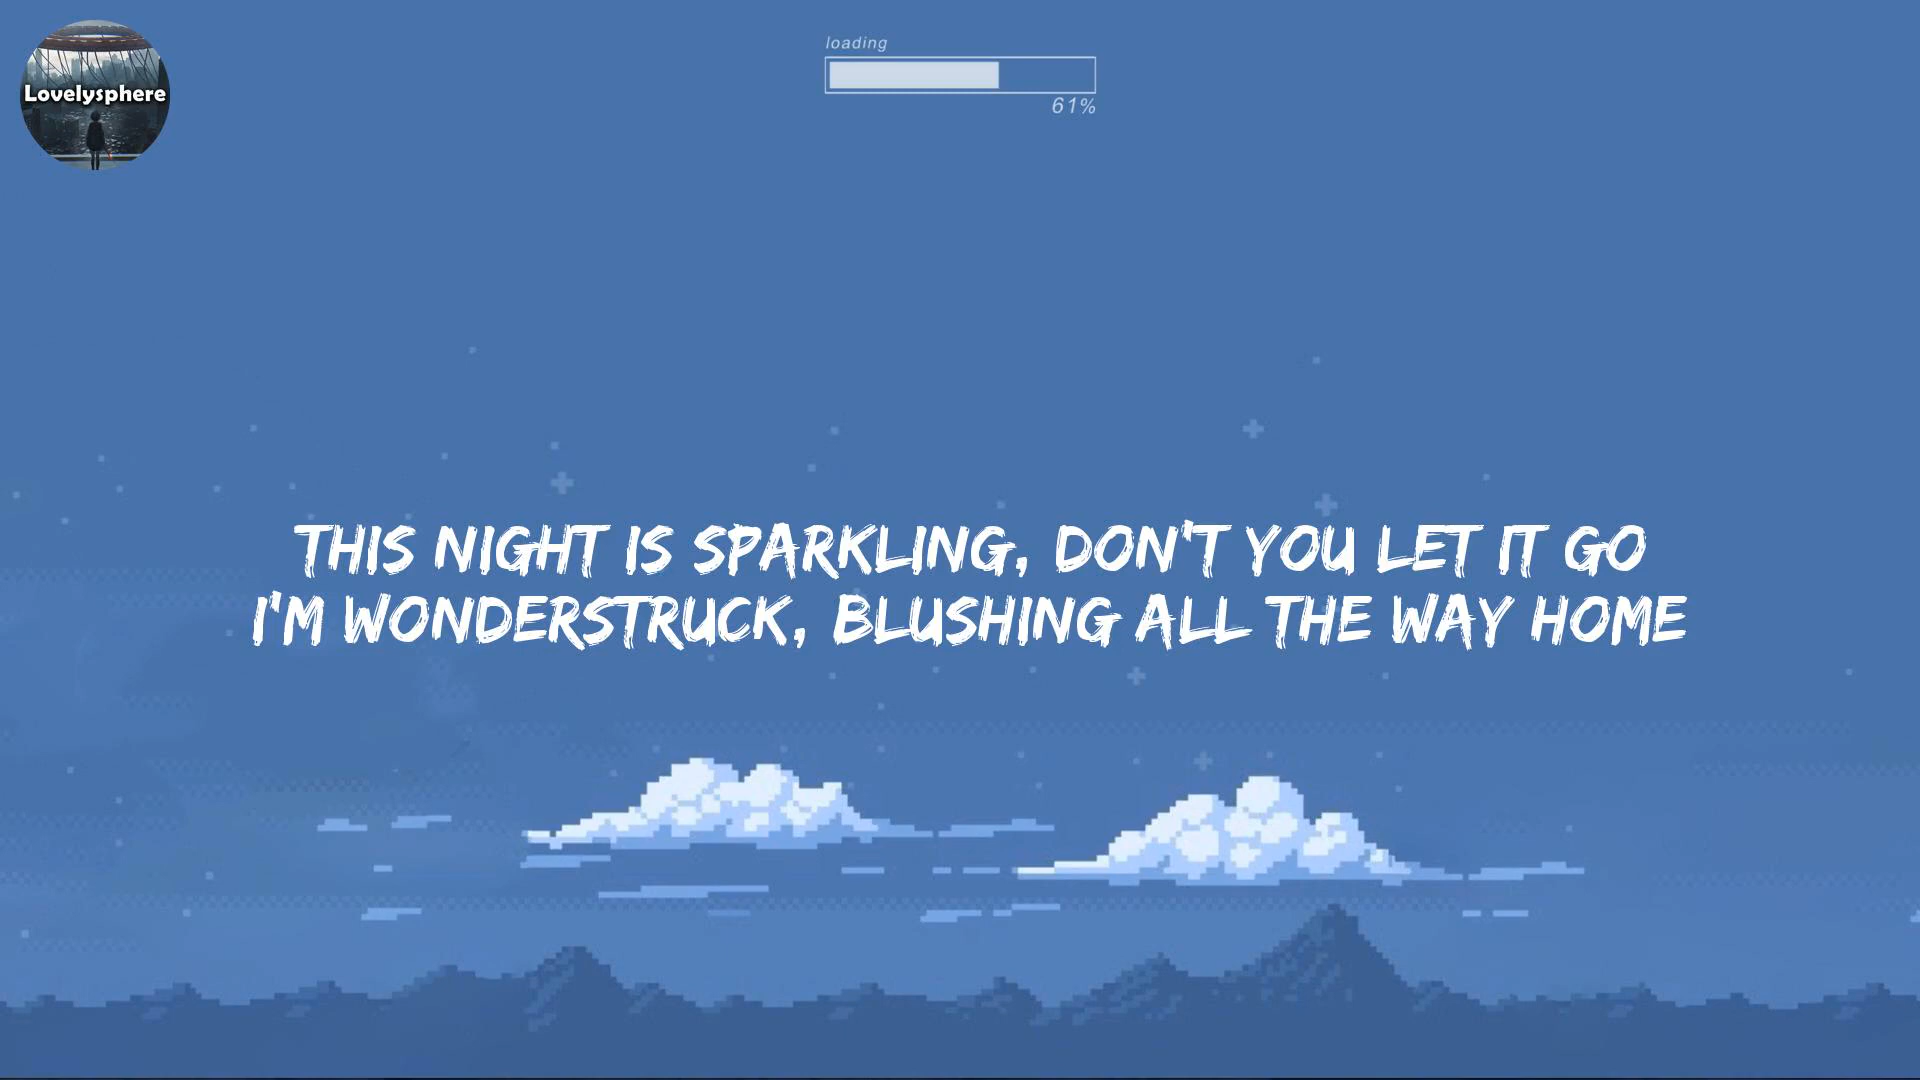 Lovelysphere
loading
61%
THIS NIGHT IS SPARKLING, DON'T YOU LET IT GO
I'M WONDERSTRUCK, BLUSHING ALL THE WAY HOME